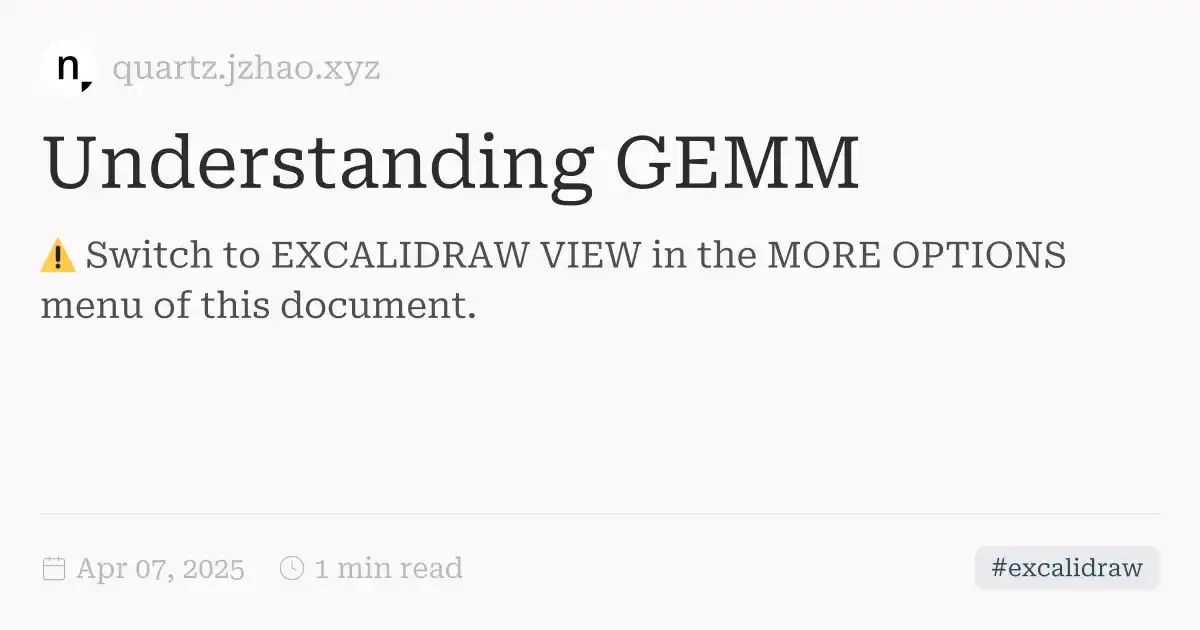 n
quartz.jzhao.xyz
Understanding GEMM
⚠️ Switch to EXCALIDRAW VIEW in the MORE OPTIONS
menu of this document.
Apr 07, 2025 1 min read #excalidraw